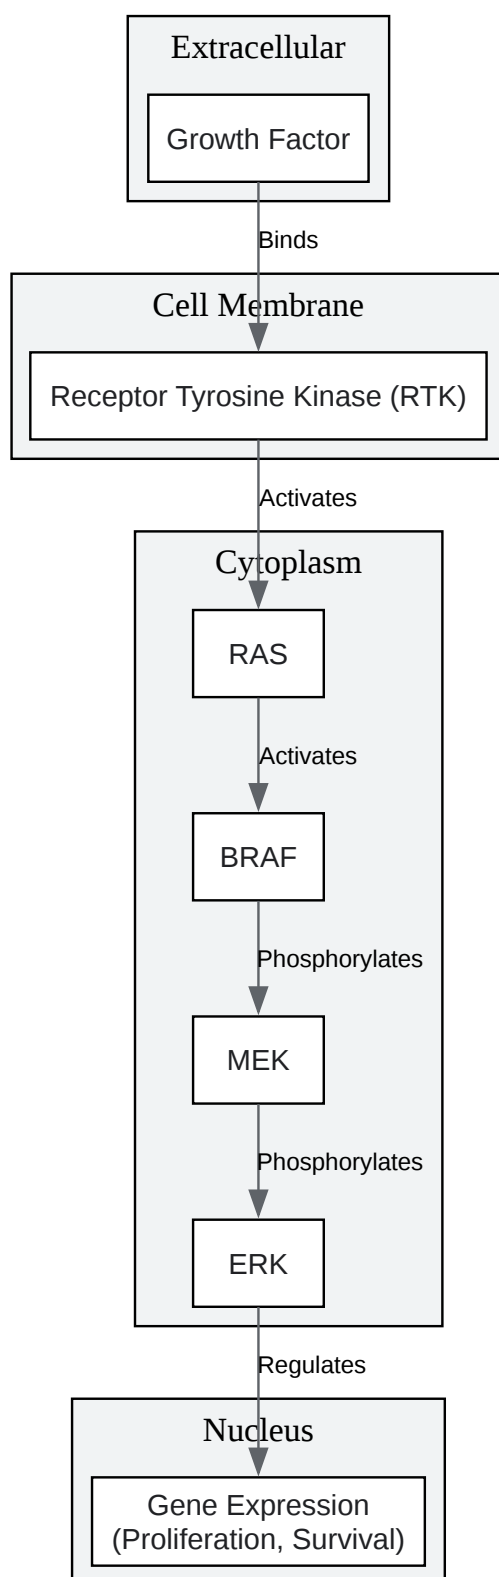 Extracellular
Growth Factor
Binds
Cell Membrane
Receptor Tyrosine Kinase (RTK)
Activates
Cytoplasm
RAS
Activates
BRAF
Phosphorylates
MEK
Phosphorylates
ERK
Regulates
Nucleus
Gene Expression
(Proliferation, Survival)